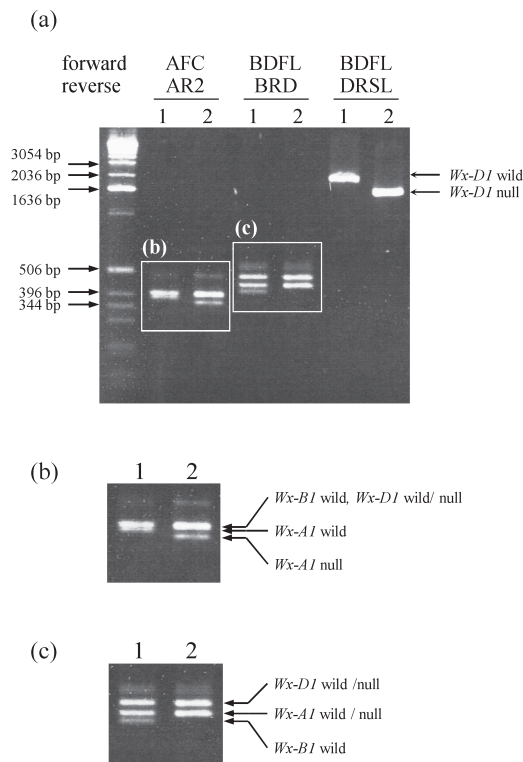 (a)
forward AFC BDFL BDFL
reverse AR2 BRD DRSL
1 2 1 2 1 2
3054 bp
2036 bp
1636 bp
Wx-D1 wild
Wx-D1 null
(b) (c)
506 bp
396 bp
344 bp
(b)
1 2
Wx-B1 wild, Wx-D1 wild/ null
Wx-A1 wild
Wx-A1 null
(c)
1 2
Wx-D1 wild /null
Wx-A1 wild / null
Wx-B1 wild